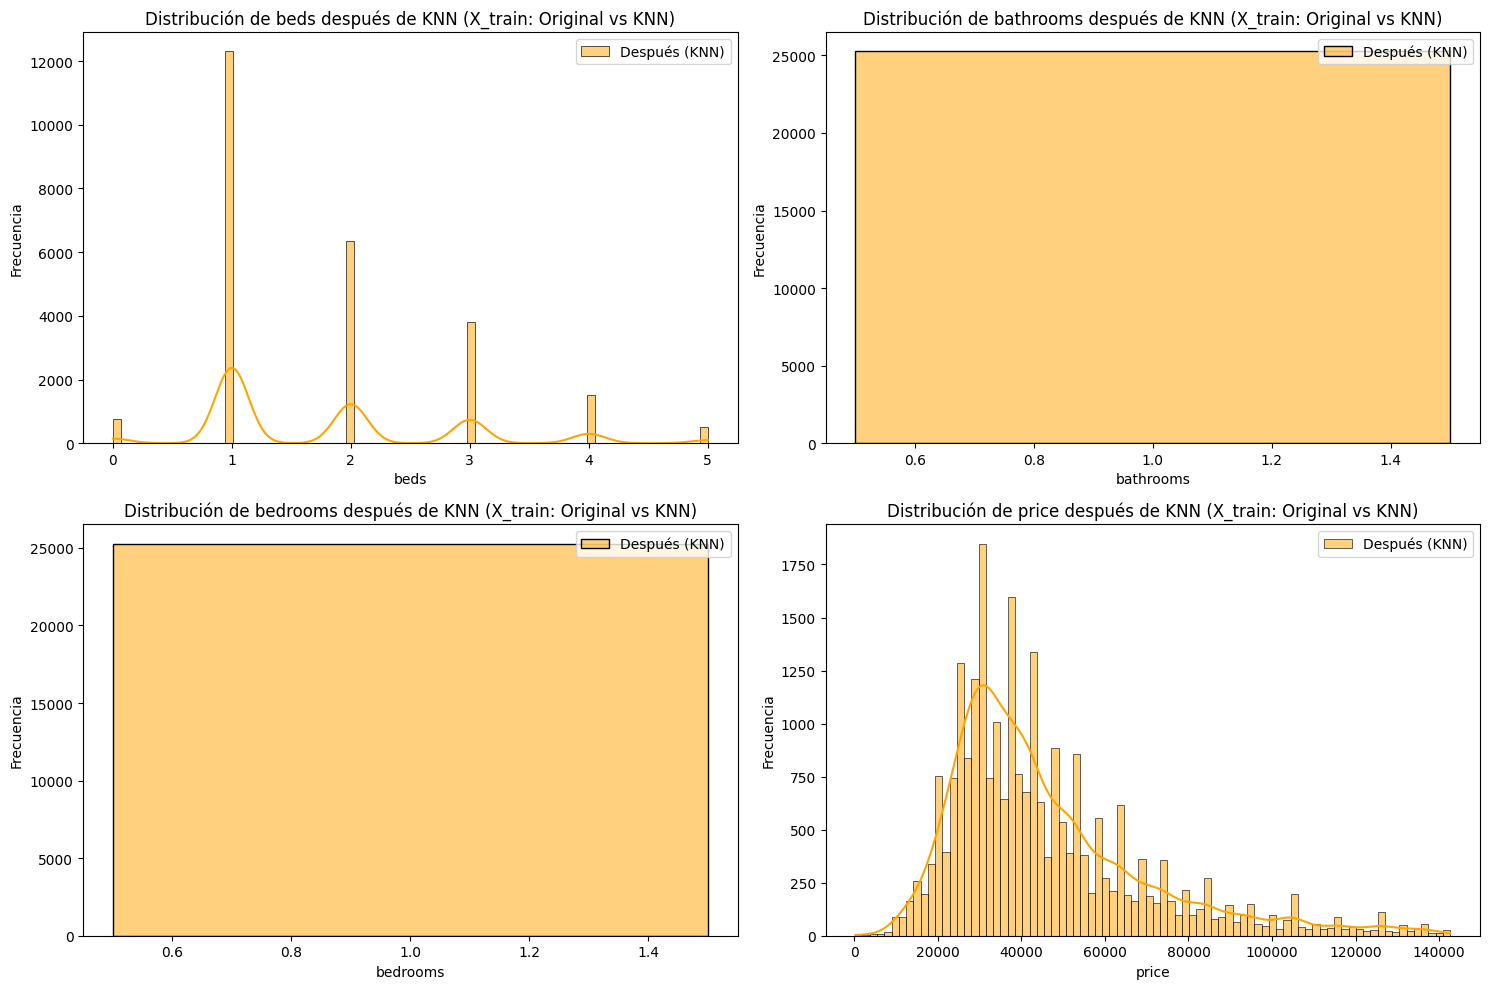 Distribución de beds después de KNN (X_train: Original vs KNN)
Después (KNN)
Frecuencia
12000
10000
8000
6000
4000
2000
0
0 1 2 3 4 5
beds
Distribución de bathrooms después de KNN (X_train: Original vs KNN)
Después (KNN)
Frecuencia
25000
20000
15000
10000
5000
0
0.6 0.8 1.0 1.2 1.4
bathrooms
Distribución de bedrooms después de KNN (X_train: Original vs KNN)
Después (KNN)
Frecuencia
25000
20000
15000
10000
5000
0
0.6 0.8 1.0 1.2 1.4
bedrooms
Distribución de price después de KNN (X_train: Original vs KNN)
Después (KNN)
Frecuencia
1750
1500
1250
1000
750
500
250
0
0 20000 40000 60000 80000 100000 120000 140000
price